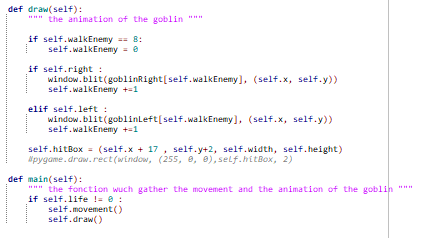 def draw(self):
""" the animation of the goblin """
if self.walkEnemy == 8:
self.walkEnemy = 0
if self.right :
window.blit(goblinRight[self.walkEnemy], (self.x, self.y))
self.walkEnemy +=1
elif self.left :
window.blit(goblinLeft[self.walkEnemy], (self.x, self.y))
self.walkEnemy +=1
self.hitBox = (self.x + 17 , self.y+2, self.width, self.height)
#pygame.draw.rect(window, (255, 0, 0),self.hitBox, 2)
def main(self):
""" the fonction wuch gather the movement and the animation of the goblin """
if self.life != 0 :
self.movement()
self.draw()